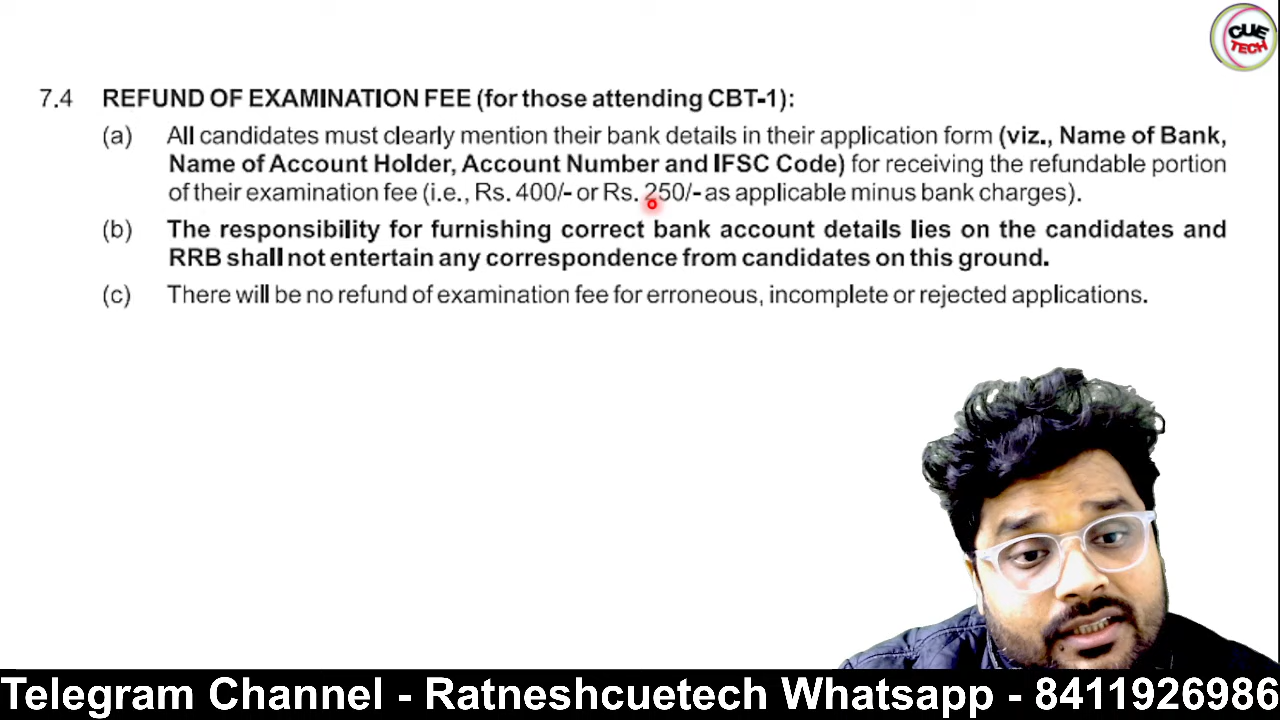 CUE
TECH
7.4 REFUND OF EXAMINATION FEE (for those attending CBT-1):
(a) All candidates must clearly mention their bank details in their application form (viz., Name of Bank,
Name of Account Holder, Account Number and IFSC Code) for receiving the refundable portion
of their examination fee (i.e., Rs. 400/- or Rs. 250/- as applicable minus bank charges).
(b) The responsibility for furnishing correct bank account details lies on the candidates and
RRB shall not entertain any correspondence from candidates on this ground.
(c) There will be no refund of examination fee for erroneous, incomplete or rejected applications.
Telegram Channel - Ratneshcuetech Whatsapp - 8411926986